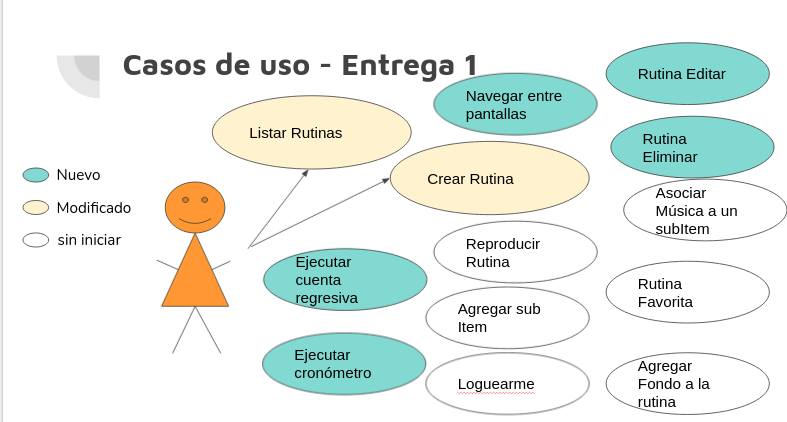 Casos de uso - Entrega 1
Nuevo
Modificado
sin iniciar
Listar Rutinas
Navegar entre
pantallas
Crear Rutina
Ejecutar
cuenta
regresiva
Reproducir
Rutina
Agregar sub
Item
Ejecutar
cronómetro
Loguearme
Rutina Editar
Rutina
Eliminar
Asociar
Música a un
subItem
Rutina
Favorita
Agregar
Fondo a la
rutina